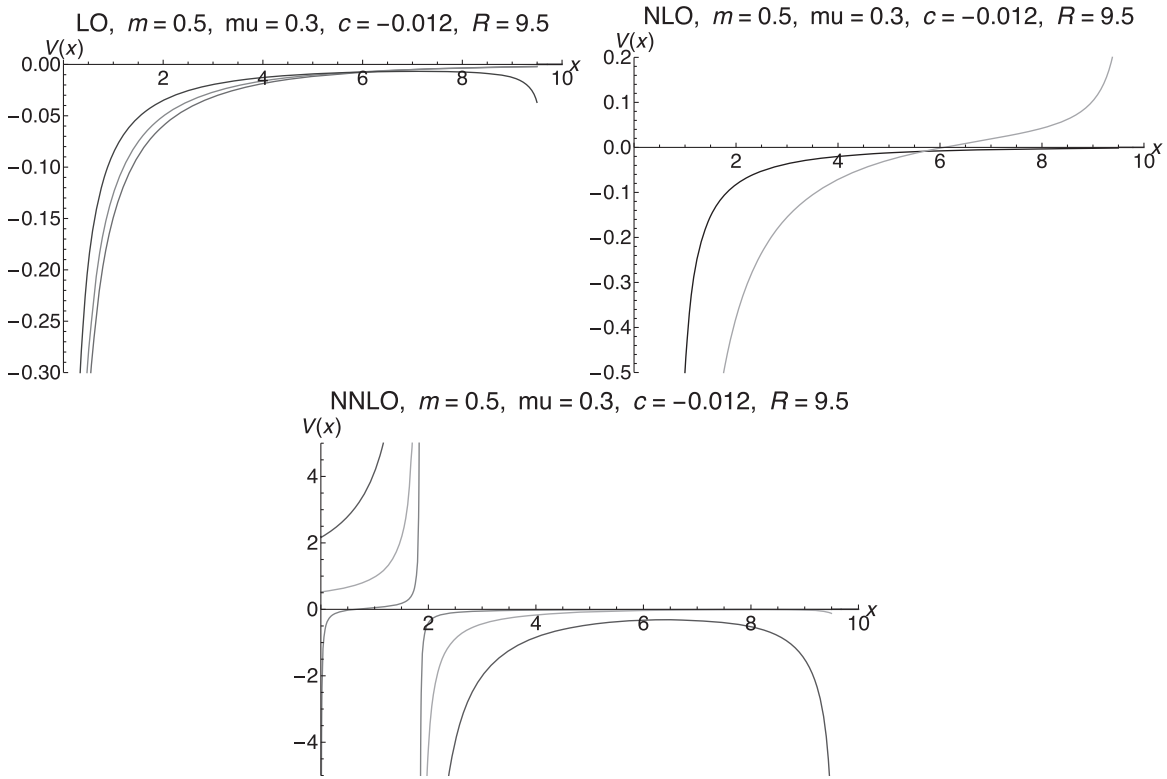 LO, m = 0.5, mu = 0.3, c = −0.012, R = 9.5
V(x)
0.00
−0.05
−0.10
−0.15
−0.20
−0.25
−0.30
2 4 6 8 10 x
NLO, m = 0.5, mu = 0.3, c = −0.012, R = 9.5
V(x)
0.2
0.1
0.0
−0.1
−0.2
−0.3
−0.4
−0.5
2 4 6 8 10 x
NNLO, m = 0.5, mu = 0.3, c = −0.012, R = 9.5
V(x)
4
2
0
−2
−4
2 4 6 8 10 x